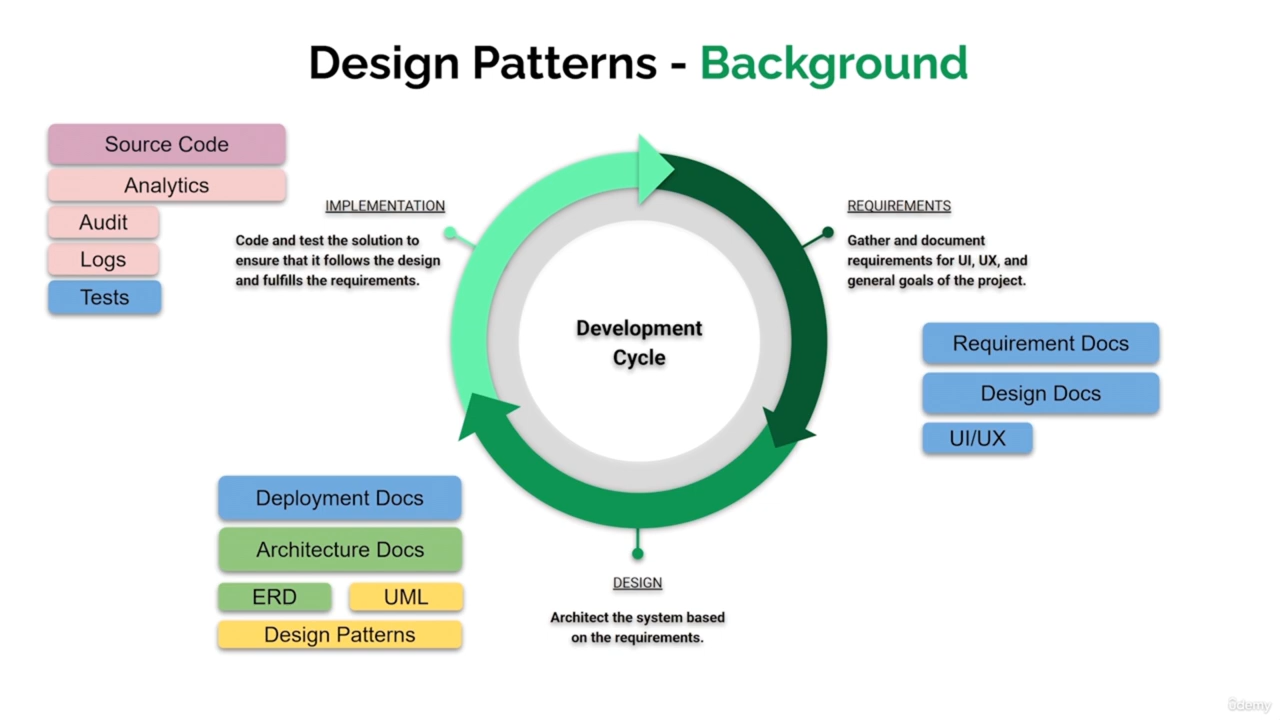 Design Patterns - Background
Source Code
Analytics
Audit
Logs
Tests
IMPLEMENTATION
Code and test the solution to
ensure that it follows the design
and fulfills the requirements.
REQUIREMENTS
Gather and document
requirements for UI, UX, and
general goals of the project.
Development
Cycle
Requirement Docs
Design Docs
UI/UX
Deployment Docs
Architecture Docs
ERD
UML
Design Patterns
DESIGN
Architect the system based
on the requirements.
ûdemy